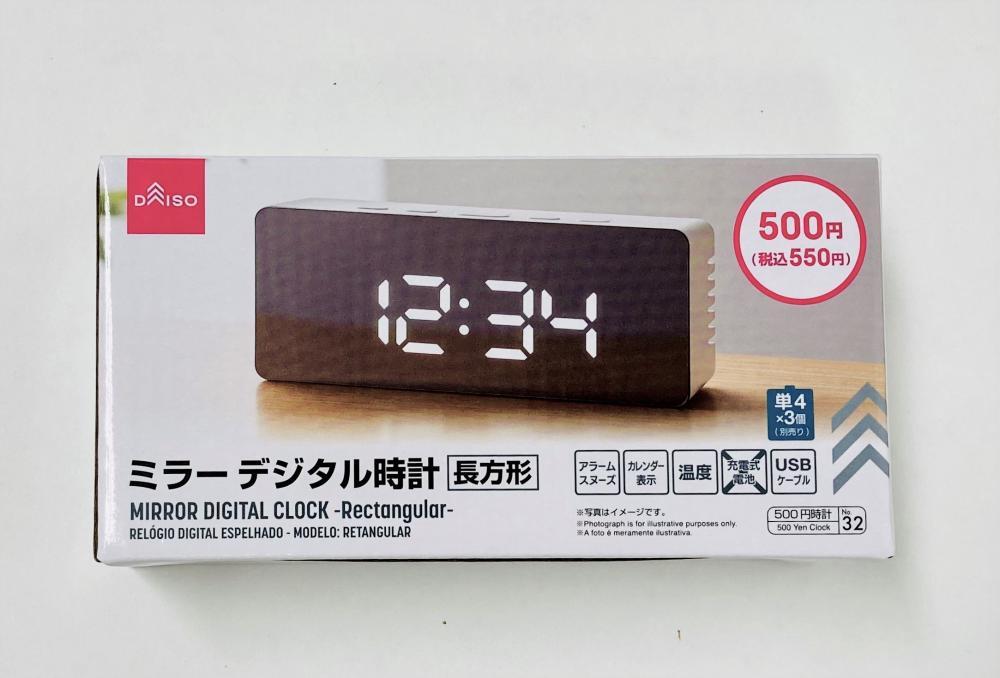 DAISO
500円
(税込550円)
12:34
単4
×3個
(別売り)
ミラー デジタル時計 長方形
MIRROR DIGITAL CLOCK -Rectangular-
RELÓGIO DIGITAL ESPELHADO - MODELO: RETANGULAR
アラーム
スヌーズ
カレンダー
表示
温度
充電式
電池
USB
ケーブル
※写真はイメージです。
※Photograph is for illustrative purposes only.
※A foto é meramente ilustrativa.
500円時計
500 Yen Clock
No.
32